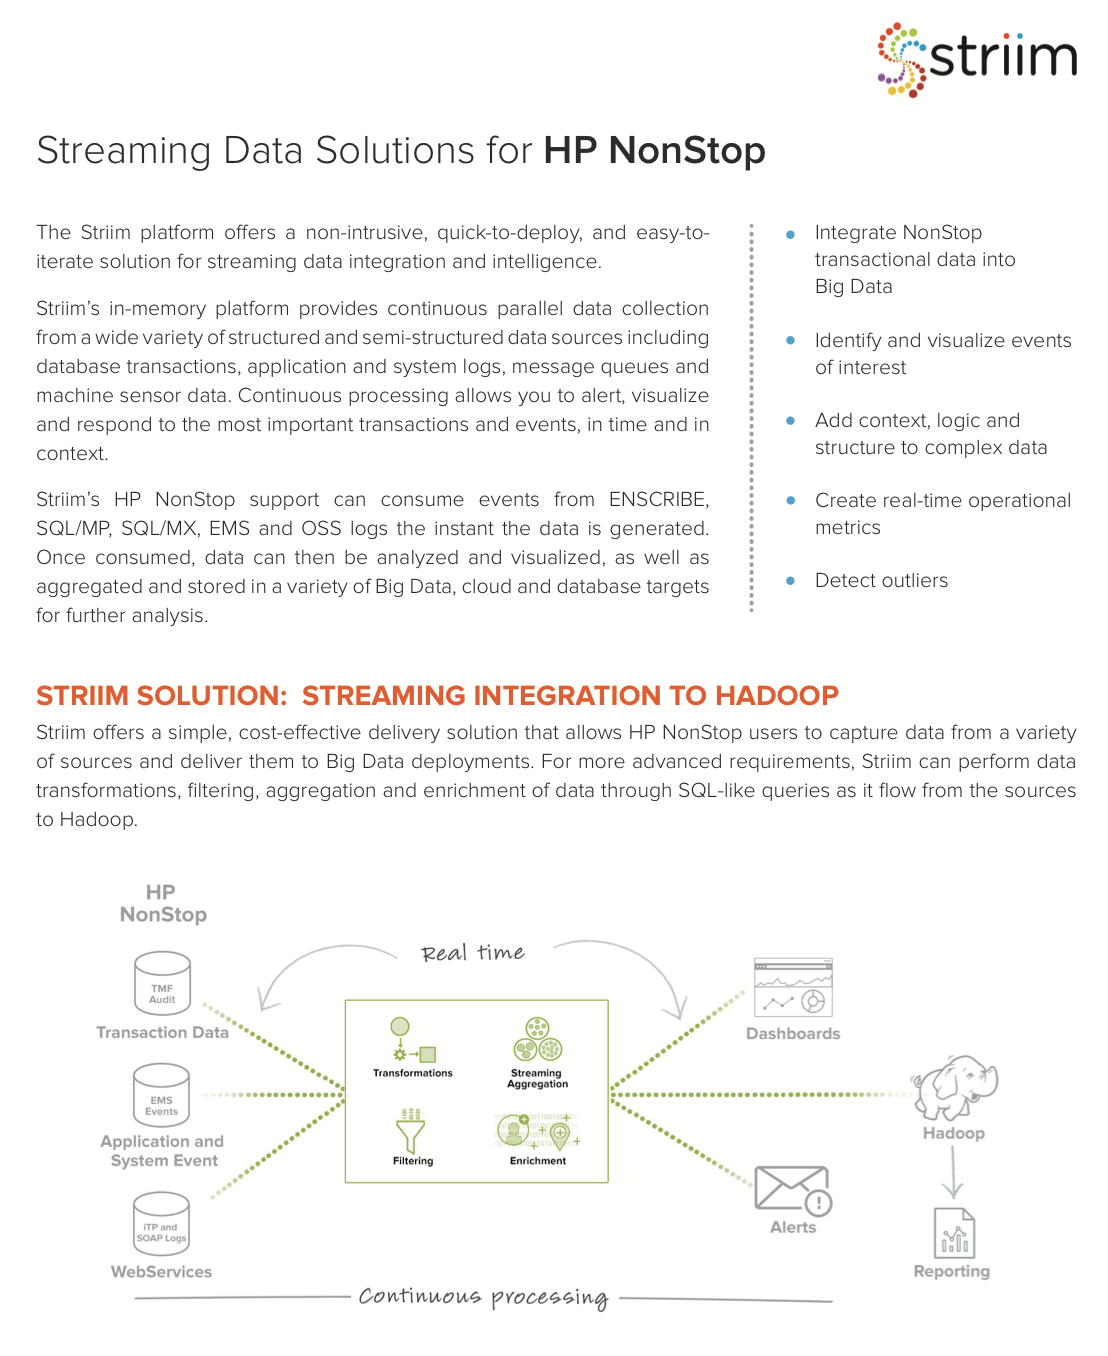 striim
Streaming Data Solutions for HP NonStop
The Striim platform offers a non-intrusive, quick-to-deploy, and easy-to-
iterate solution for streaming data integration and intelligence.
Striim's in-memory platform provides continuous parallel data collection
from a wide variety of structured and semi-structured data sources including
database transactions, application and system logs, message queues and
machine sensor data. Continuous processing allows you to alert, visualize
and respond to the most important transactions and events, in time and in
context.
Striim's HP NonStop support can consume events from ENSCRIBE,
SQL/MP, SQL/MX, EMS and OSS logs the instant the data is generated.
Once consumed, data can then be analyzed and visualized, as well as
aggregated and stored in a variety of Big Data, cloud and database targets
for further analysis.
• Integrate NonStop
transactional data into
Big Data
• Identify and visualize events
of interest
• Add context, logic and
structure to complex data
• Create real-time operational
metrics
• Detect outliers
STRIIM SOLUTION: STREAMING INTEGRATION TO HADOOP
Striim offers a simple, cost-effective delivery solution that allows HP NonStop users to capture data from a variety
of sources and deliver them to Big Data deployments. For more advanced requirements, Striim can perform data
transformations, filtering, aggregation and enrichment of data through SQL-like queries as it flow from the sources
to Hadoop.
HP
NonStop
TMF
Audit
Transaction Data
EMS
Events
Application and
System Event
iTP and
SOAP Logs
WebServices
Real time
Transformations
Streaming
Aggregation
Filtering
Enrichment
Dashboards
Hadoop
Alerts
Reporting
Continuous processing